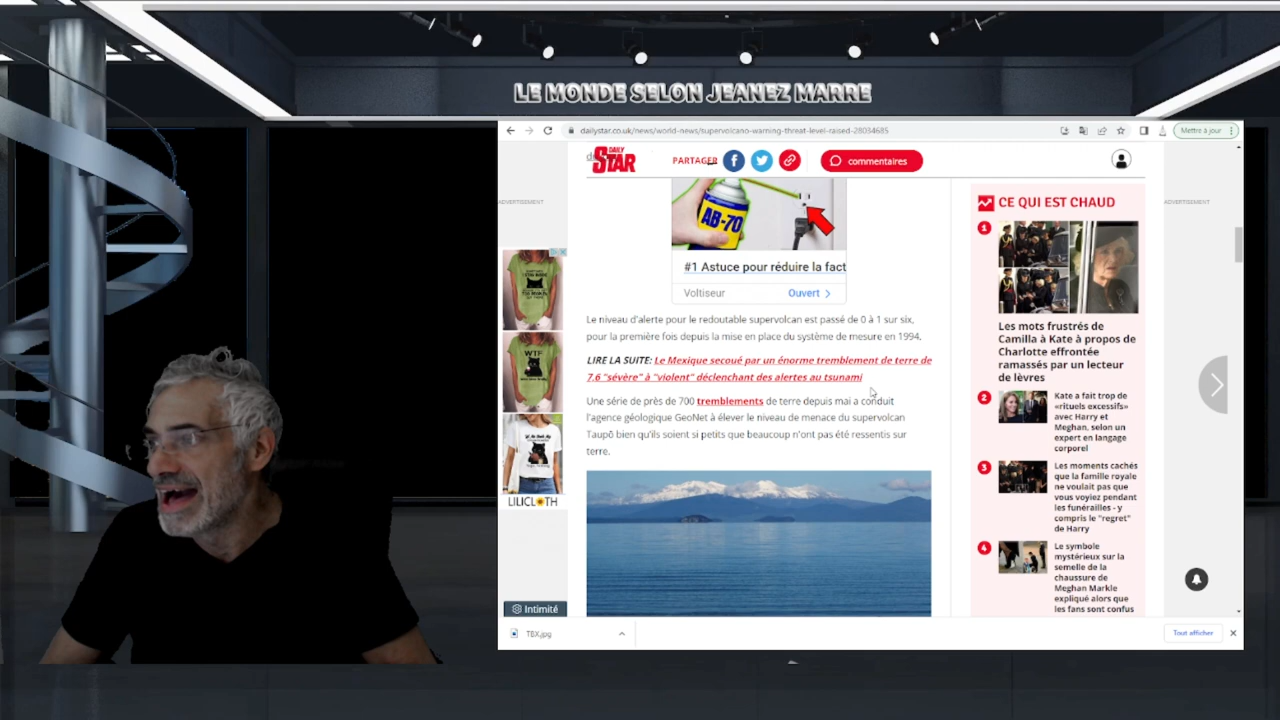 LE MONDE SELON JEANEZ MARRE
dailystar.co.uk/news/world-news/supervolcano-warning-threat-level-raised-28034685
Mettre à jour
DAILY
STAR
PARTAGER
commentaires
ADVERTISEMENT
ADVERTISEMENT
AB-70
#1 Astuce pour réduire la fact
Voltiseur
Ouvert >
Le niveau d'alerte pour le redoutable supervolcan est passé de 0 à 1 sur six,
pour la première fois depuis la mise en place du système de mesure en 1994.
LIRE LA SUITE: Le Mexique secoué par un énorme tremblement de terre de
7,6 "sévère" à "violent" déclenchant des alertes au tsunami
Une série de près de 700 tremblements de terre depuis mai a conduit
l'agence géologique GeoNet à élever le niveau de menace du supervolcan
Taupō bien qu'ils soient si petits que beaucoup n'ont pas été ressentis sur
terre.
WTF
LILICLOTH
Intimité
CE QUI EST CHAUD
1
Les mots frustrés de
Camilla à Kate à propos de
Charlotte effrontée
ramassés par un lecteur
de lèvres
2
Kate a fait trop de
«rituels excessifs»
avec Harry et
Meghan, selon un
expert en langage
corporel
3
Les moments cachés
que la famille royale
ne voulait pas que
vous voyiez pendant
les funérailles - y
compris le "regret"
de Harry
4
Le symbole
mystérieux sur la
semelle de la
chaussure de
Meghan Markle
expliqué alors que
les fans sont confus
TBX.jpg
Tout afficher